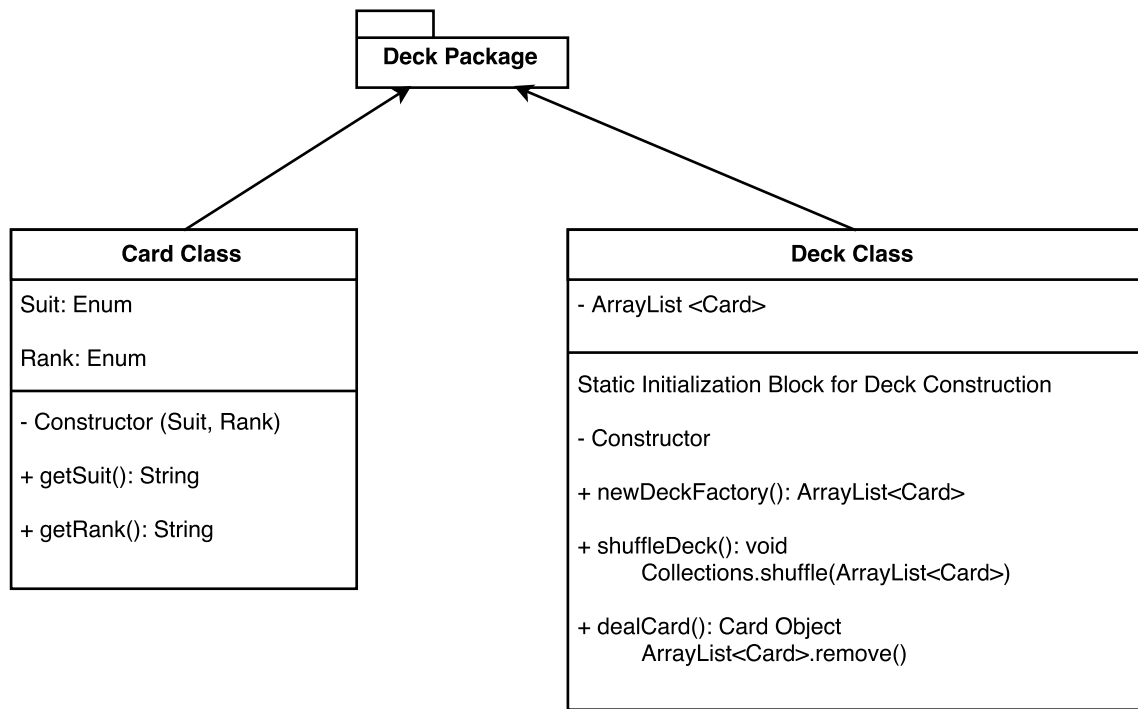 Deck Package
Card Class
Suit: Enum
Rank: Enum
- Constructor (Suit, Rank)
+ getSuit(): String
+ getRank(): String
Deck Class
- ArrayList <Card>
Static Initialization Block for Deck Construction
- Constructor
+ newDeckFactory(): ArrayList<Card>
+ shuffleDeck(): void
Collections.shuffle(ArrayList<Card>)
+ dealCard(): Card Object
ArrayList<Card>.remove()